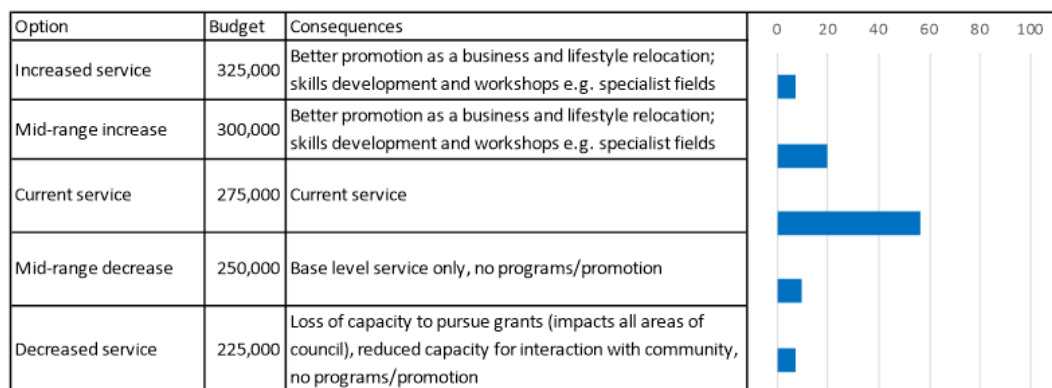 Option Budget Consequences 0 20 40 60 80 100
Better promotion as a business and lifestyle relocation;
Increased service 325,000
skills development and workshops e.g. specialist fields
Better promotion as a business and lifestyle relocation;
Mid-range increase 300,000
skills development and workshops e.g. specialist fields
Current service 275,000 Current service
Mid-range decrease 250,000 Base level service only, no programs/promotion
Loss of capacity to pursue grants (impacts all areas of
Decreased service 225,000 council), reduced capacity for interaction with community,
no programs/promotion